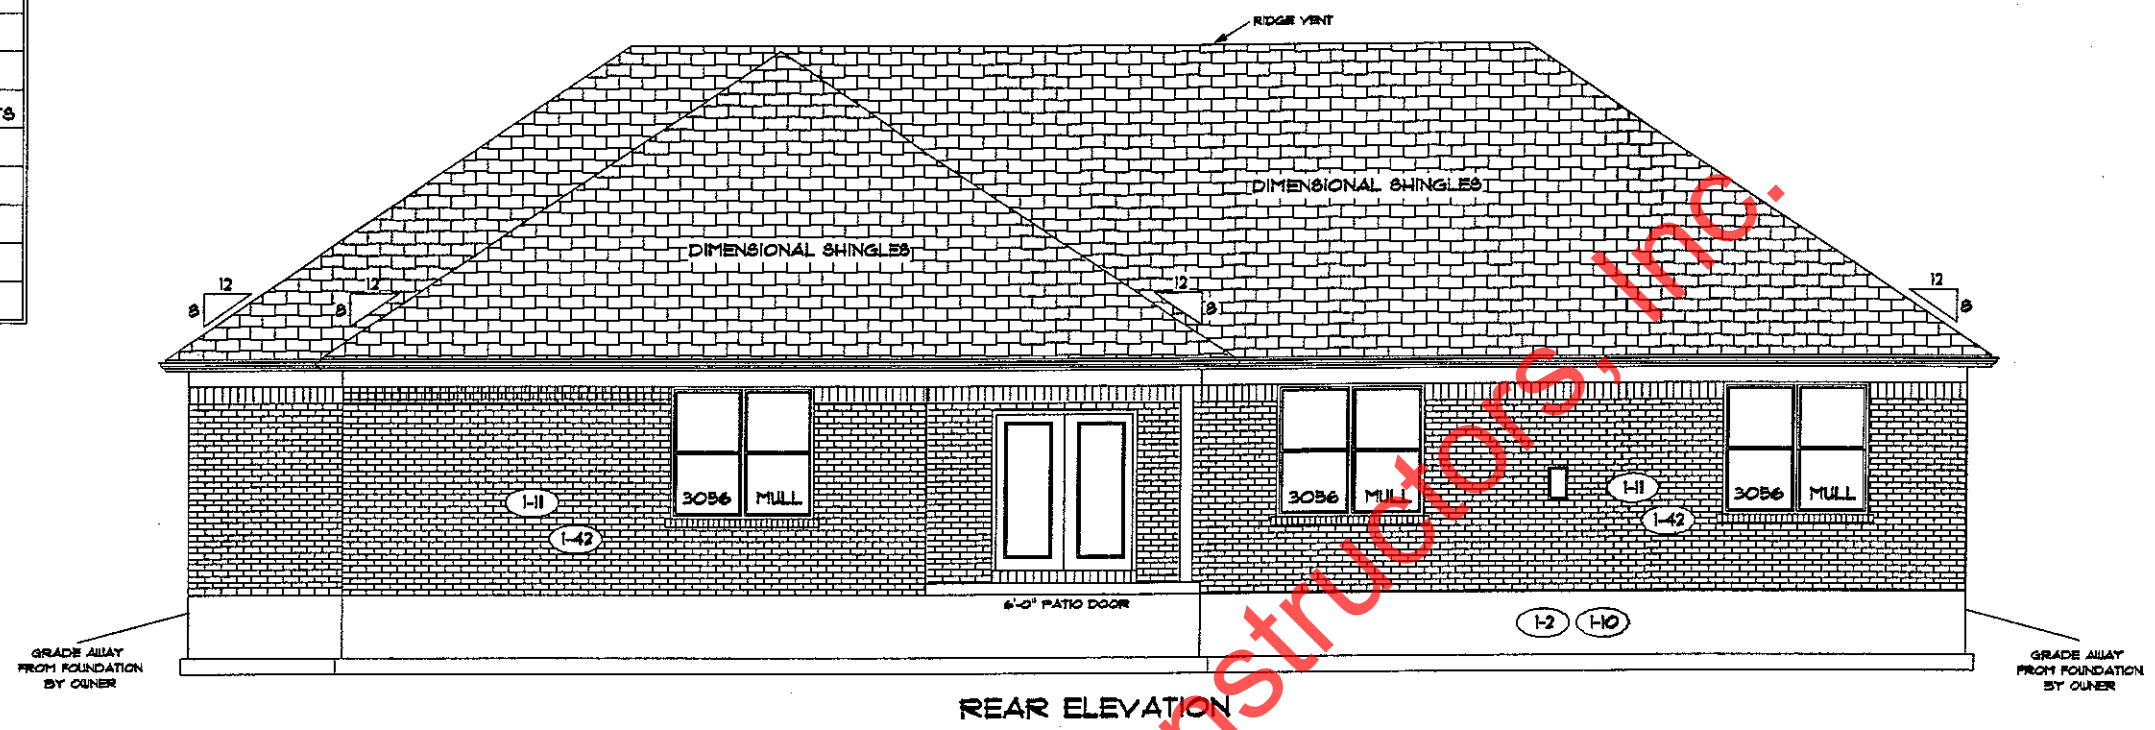 RIDGE VENT
TS
DIMENSIONAL SHINGLES
DIMENSIONAL SHINGLES
12
8
12
8
12
8
12
8
3056 MULL
3056 MULL
3056 MULL
1-11
1-42
1-11
1-42
6'-0" PATIO DOOR
1-2 1-10
GRADE AWAY
FROM FOUNDATION
BY OWNER
GRADE AWAY
FROM FOUNDATION
BY OWNER
REAR ELEVATION
nstructors, Inc.